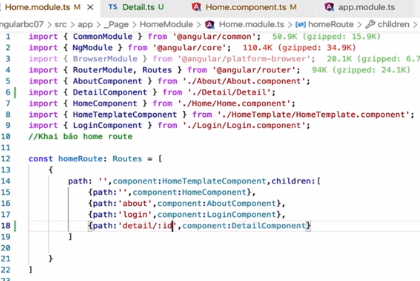 Home.module.ts M
Detail.ts U
Home.component.ts M
app.module.ts
angularbc07 > src > app > Pages > HomeModule > Home.module.ts > homeRoute > children
1 import { CommonModule } from '@angular/common'; 50.9K (gzipped: 15.9K)
2 import { NgModule } from '@angular/core'; 110.4K (gzipped: 34.9K)
3 import { BrowserModule } from '@angular/platform-browser'; 20.1K (gzipped: 6.7
4 import { RouterModule, Routes } from '@angular/router'; 94K (gzipped: 24.1K)
5 import { AboutComponent } from './About/About.component';
6 import { DetailComponent } from './Detail/Detail';
7 import { HomeComponent } from './Home/Home.component';
8 import { HomeTemplateComponent } from './HomeTemplate/HomeTemplate.component';
9 import { LoginComponent } from './Login/Login.component';
10 //Khai báo home route
11
12 const homeRoute: Routes = [
13 {
14 path: '',component:HomeTemplateComponent,children:[
15 {path:'',component:HomeComponent},
16 {path:'about',component:AboutComponent},
17 {path:'login',component:LoginComponent},
18 {path:'detail/:id',component:DetailComponent}
19 ]
20
21 }
22 ]